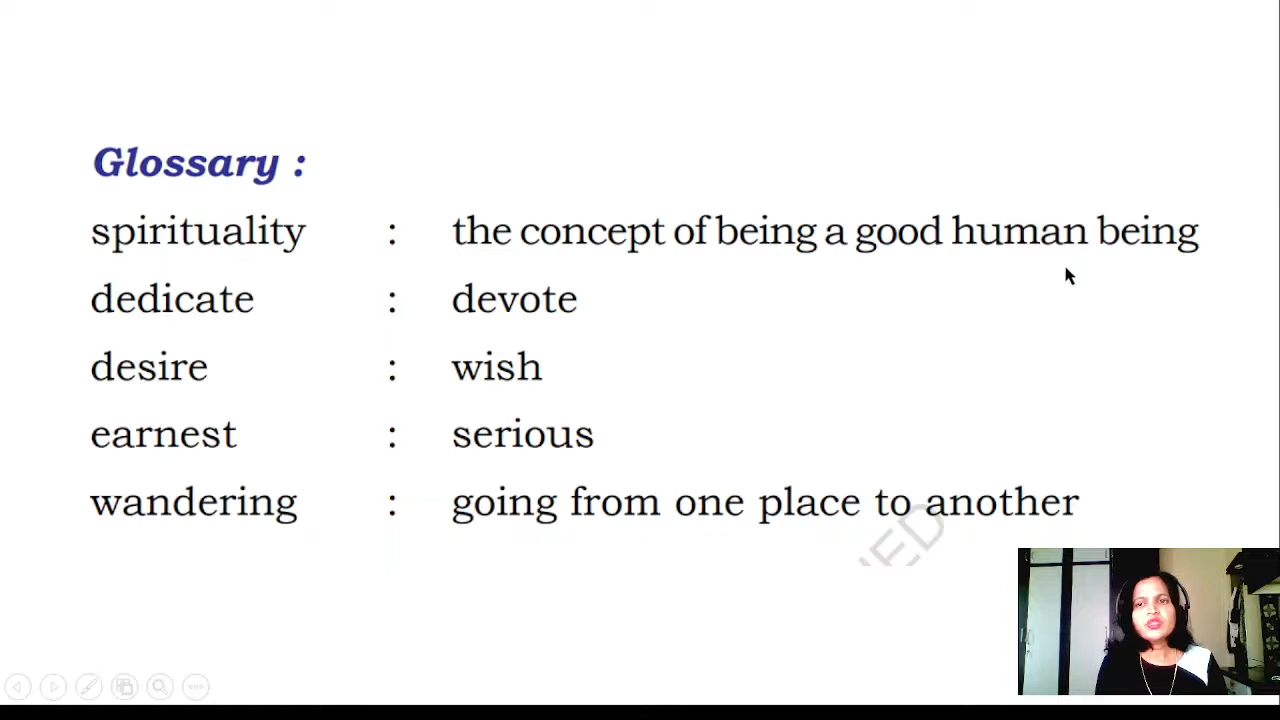 Glossary :
spirituality : the concept of being a good human being
dedicate : devote
desire : wish
earnest : serious
wandering : going from one place to another